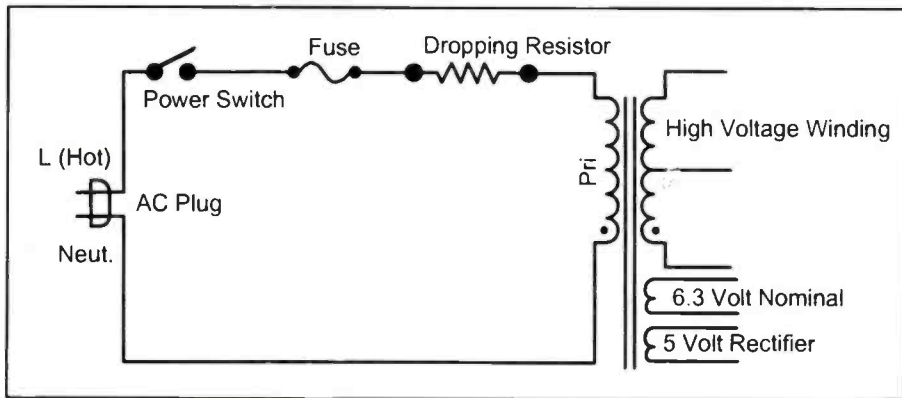 Fuse
Dropping Resistor
Power Switch
High Voltage Winding
L (Hot)
Pri
AC Plug
Neut.
6.3 Volt Nominal
5 Volt Rectifier